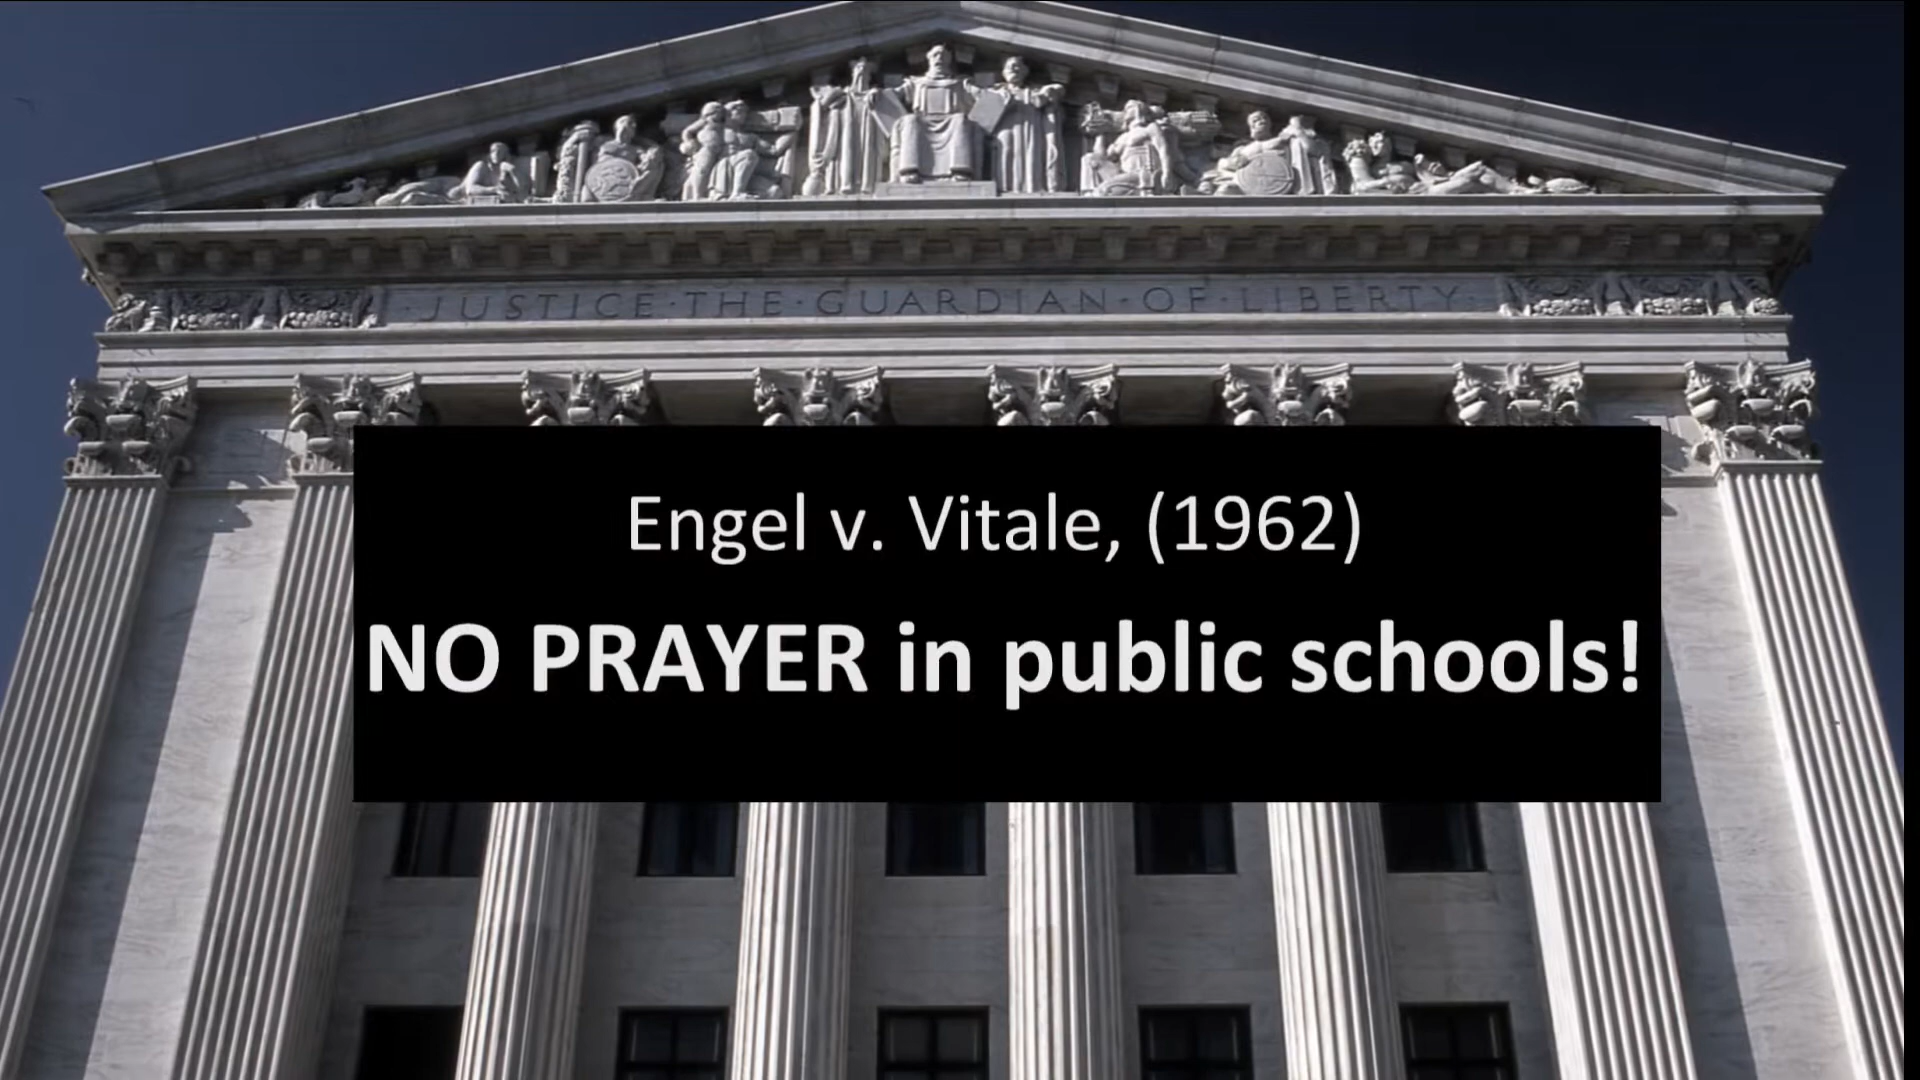 JUSTICE·THE·GUARDIAN·OF·LIBERTY
Engel v. Vitale, (1962)
NO PRAYER in public schools!